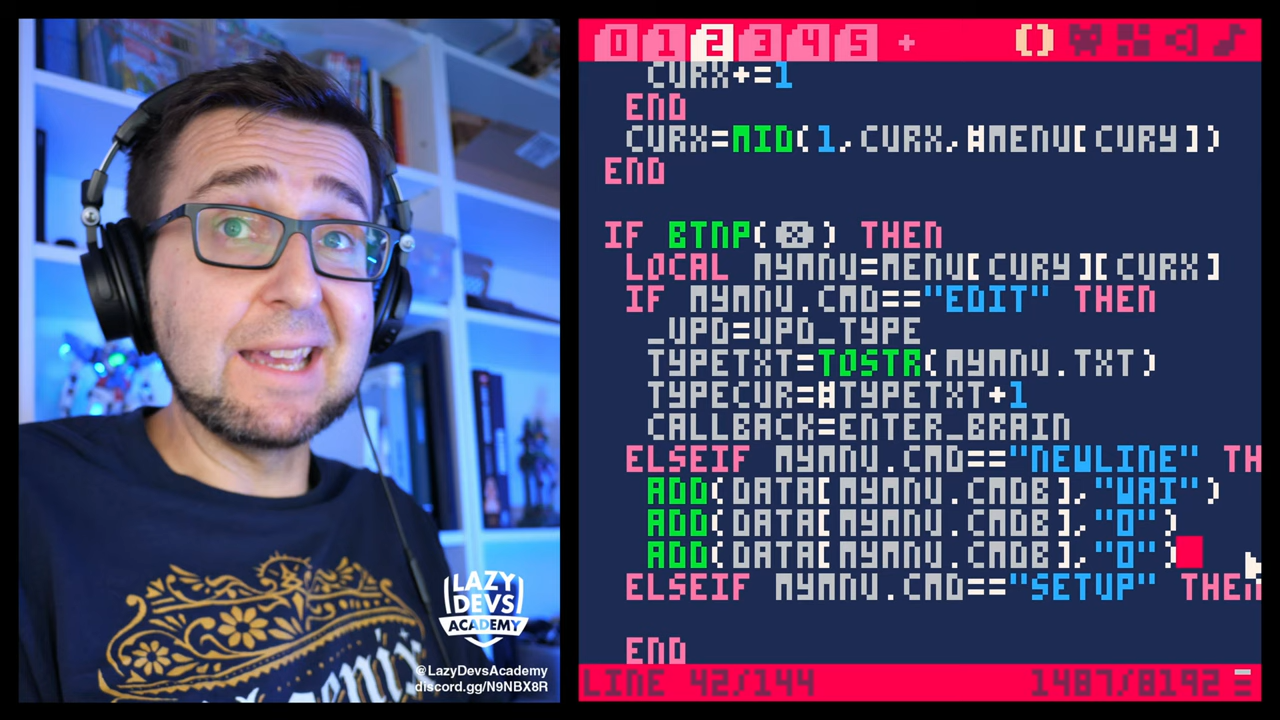 0 1 2 3 4 5 + ()
CURX+=1
END
CURX=MID(1,CURX,#MENU[CURY])
END
IF BTNP(❎) THEN
LOCAL MYMNU=MENU[CURY][CURX]
IF MYMNU.CMD=="EDIT" THEN
_UPD=UPD_TYPE
TYPETXT=TOSTR(MYMNU.TXT)
TYPECUR=#TYPETXT+1
CALLBACK=ENTER_BRAIN
ELSEIF MYMNU.CMD=="NEWLINE" TH
ADD(DATA[MYMNU.CMDB],"WAI")
ADD(DATA[MYMNU.CMDB],"0")
ADD(DATA[MYMNU.CMDB],"0")
ELSEIF MYMNU.CMD=="SETUP" THEN
END
LINE 42/144 1487/8192
LAZY
DEVS
ACADEMY
@LazyDevsAcademy
discord.gg/N9NBX8R